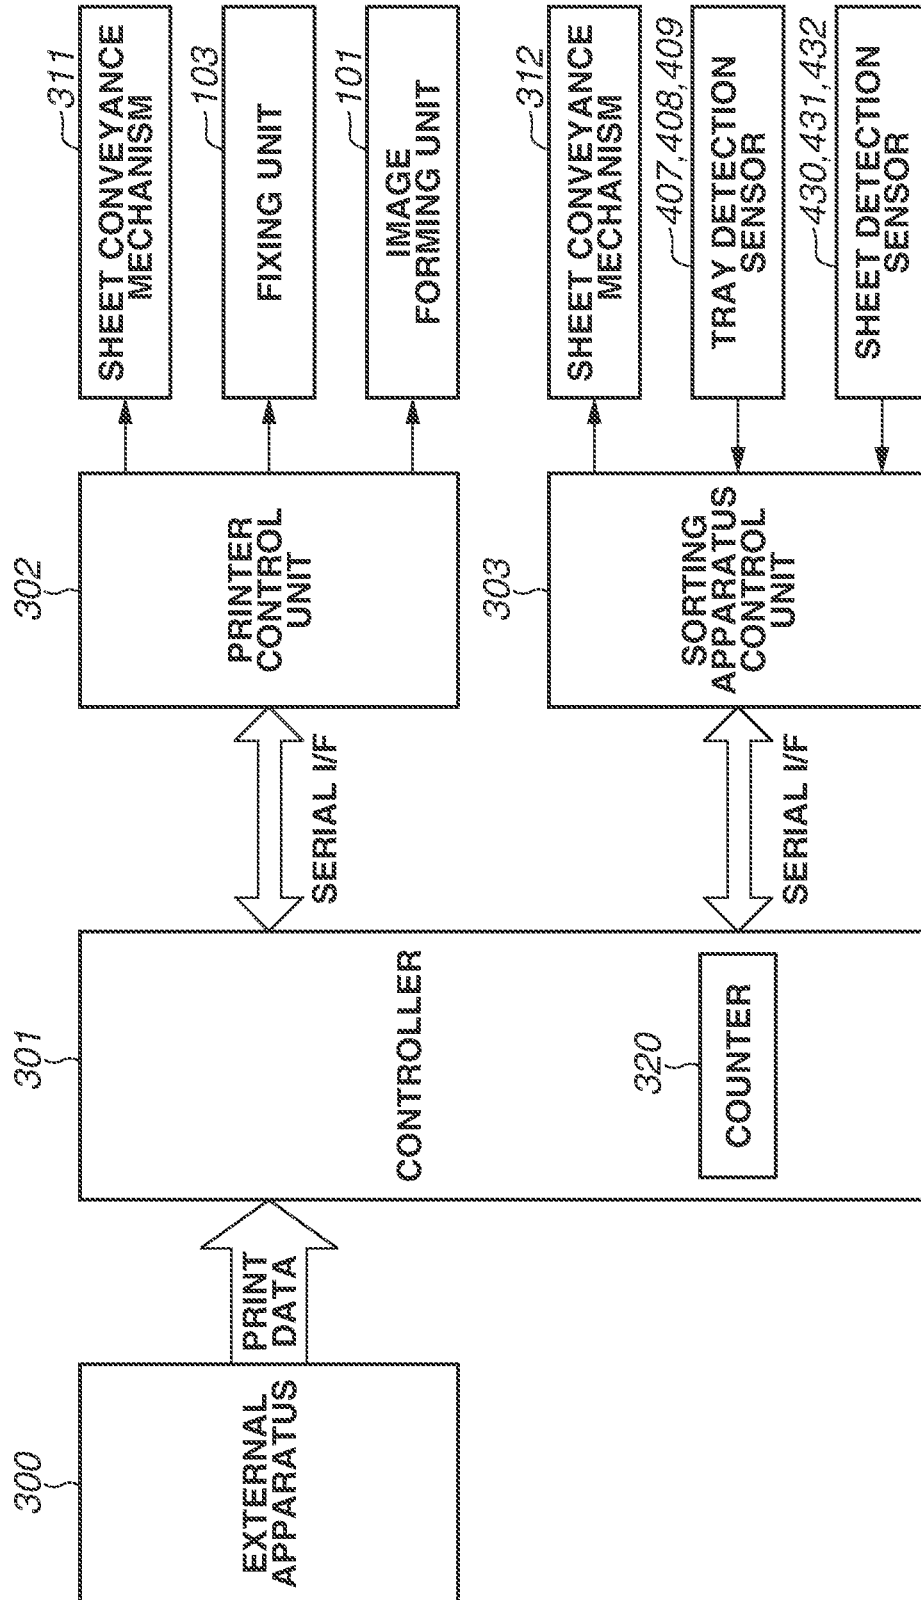 300
EXTERNAL
APPARATUS
PRINT
DATA
301
CONTROLLER
320
COUNTER
SERIAL I/F
SERIAL I/F
302
PRINTER
CONTROL
UNIT
303
SORTING
APPARATUS
CONTROL
UNIT
311
SHEET CONVEYANCE
MECHANISM
103
FIXING UNIT
101
IMAGE
FORMING UNIT
312
SHEET CONVEYANCE
MECHANISM
407,408,409
TRAY DETECTION
SENSOR
430,431,432
SHEET DETECTION
SENSOR